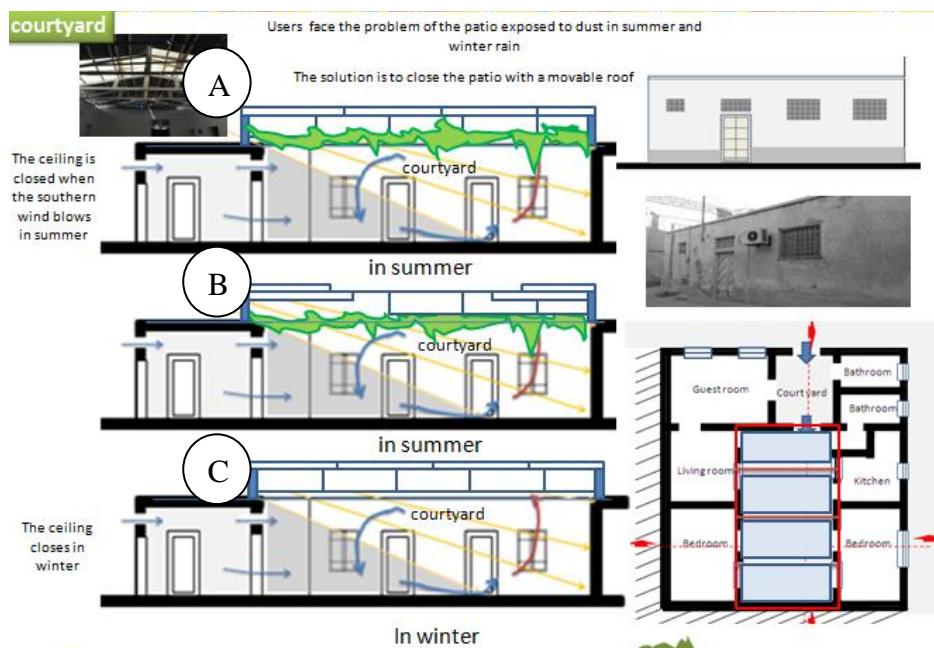 courtyard
Users face the problem of the patio exposed to dust in summer and
winter rain
The solution is to close the patio with a movable roof
A
The ceiling is
closed when
the southern
wind blows
in summer
courtyard
in summer
B
courtyard
in summer
C
The ceiling
closes in
winter
courtyard
In winter
Guest room
Courtyard
Bathroom
Bathroom
Living room
Kitchen
Bedroom
Bedroom